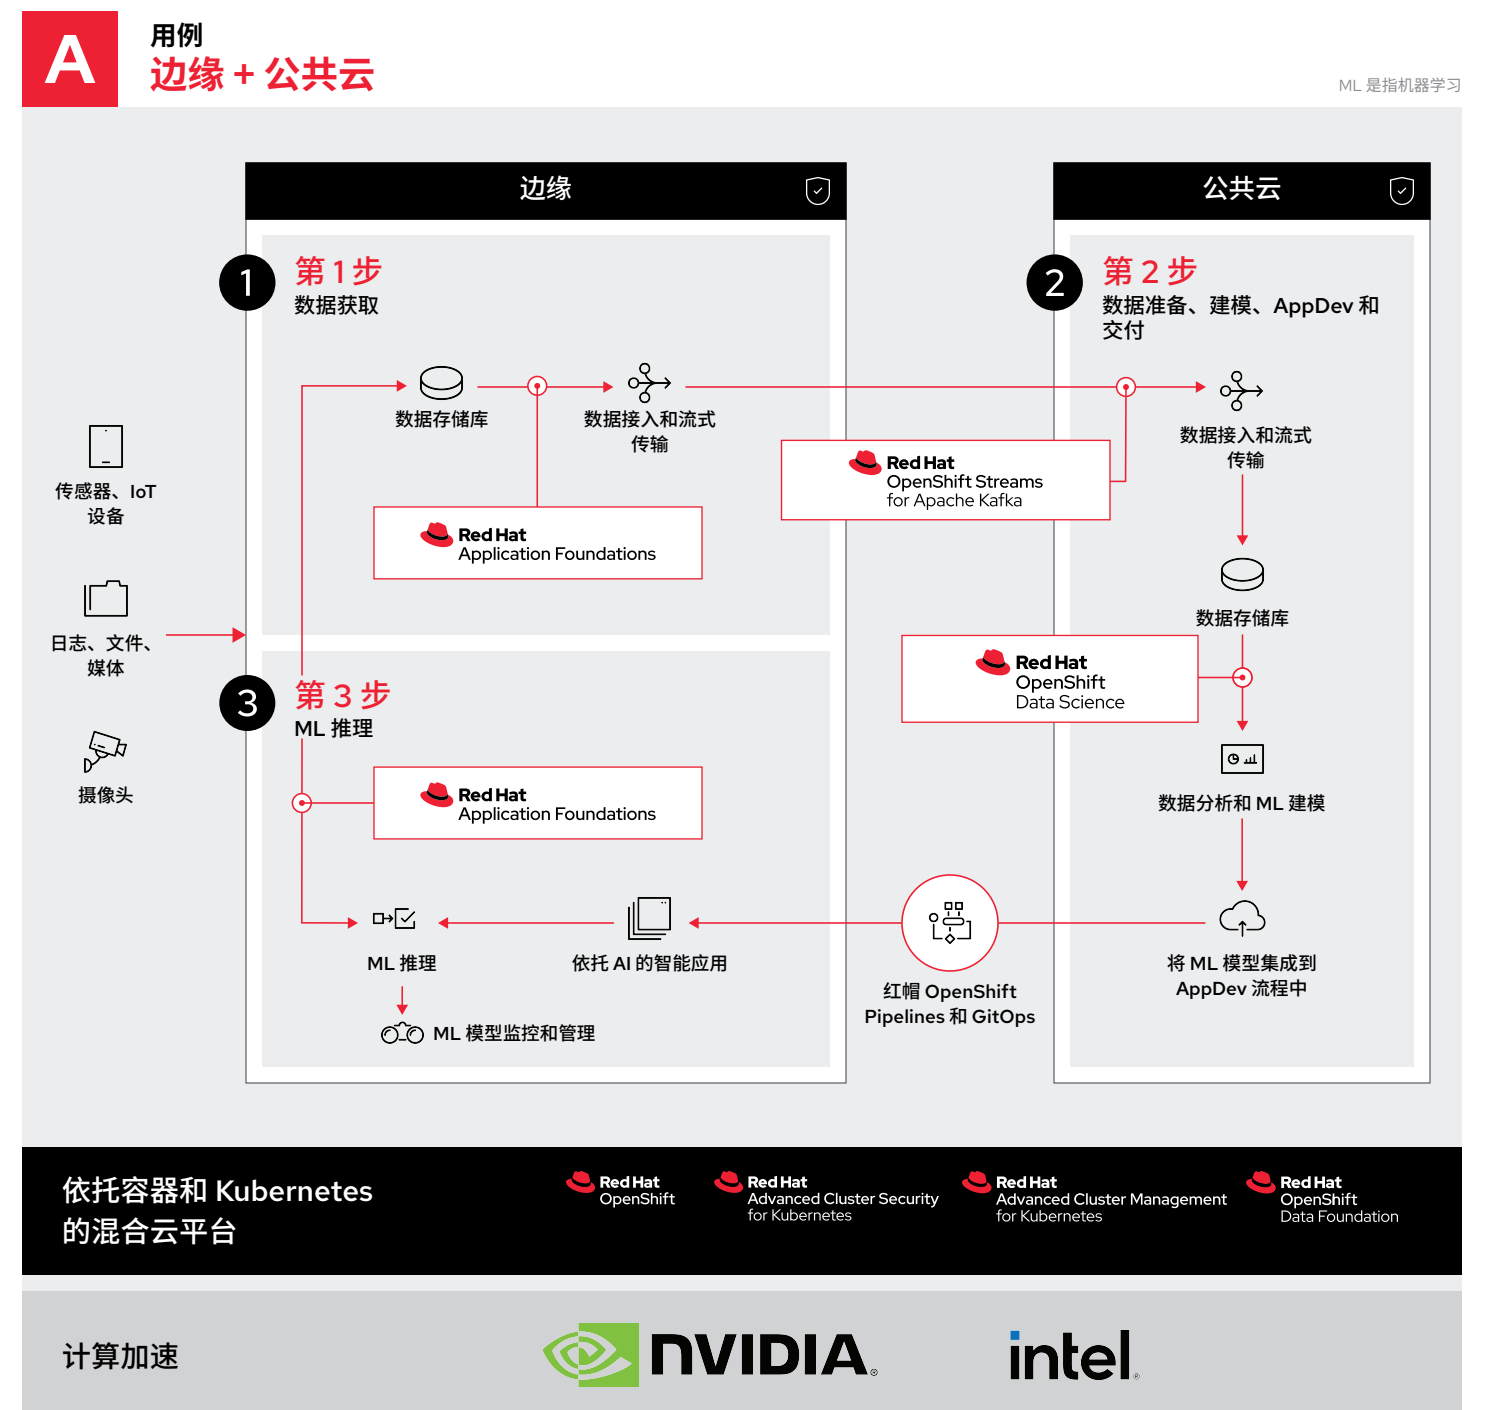 A
用例
边缘 + 公共云
ML 是指机器学习
边缘
公共云
1
第 1 步
数据获取
2
第 2 步
数据准备、建模、AppDev 和
交付
数据存储库
数据接入和流式
传输
数据接入和流式
传输
传感器、IoT
设备
Red Hat
OpenShift Streams
for Apache Kafka
Red Hat
Application Foundations
数据存储库
日志、文件、
媒体
Red Hat
OpenShift
Data Science
3
第 3 步
ML 推理
摄像头
Red Hat
Application Foundations
数据分析和 ML 建模
ML 推理
依托 AI 的智能应用
红帽 OpenShift
Pipelines 和 GitOps
将 ML 模型集成到
AppDev 流程中
ML 模型监控和管理
依托容器和 Kubernetes
的混合云平台
Red Hat
OpenShift
Red Hat
Advanced Cluster Security
for Kubernetes
Red Hat
Advanced Cluster Management
for Kubernetes
Red Hat
OpenShift
Data Foundation
计算加速
NVIDIA®
intel®